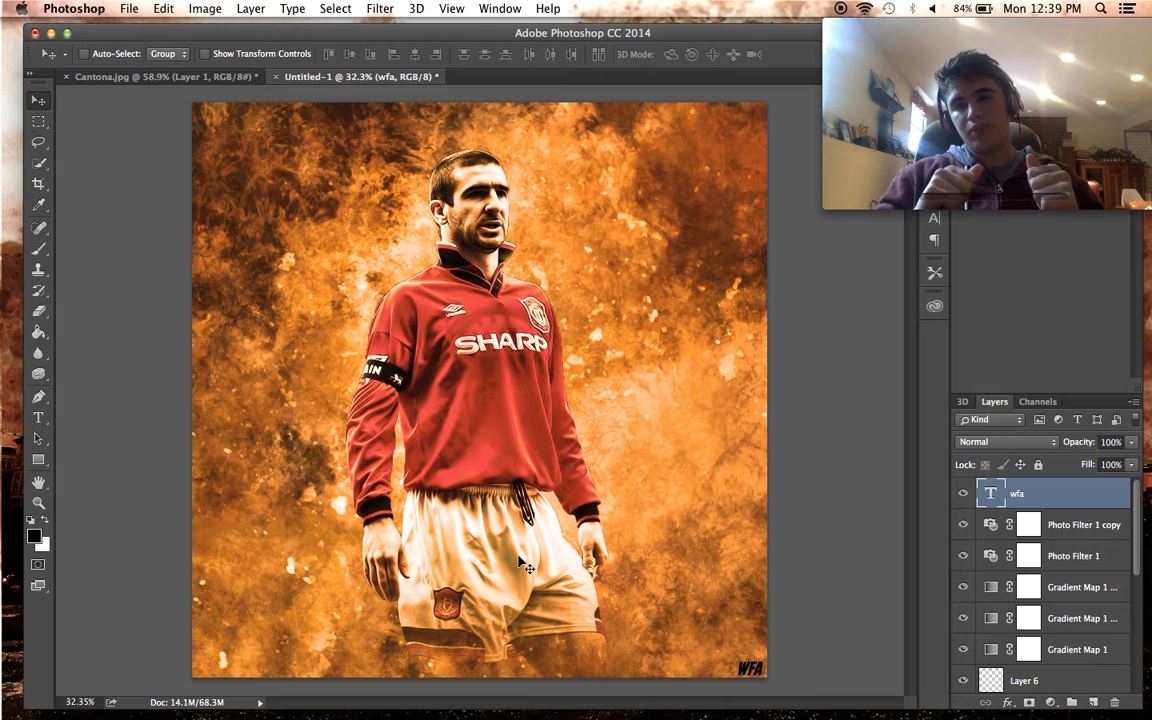 Photoshop File Edit Image Layer Type Select Filter 3D View Window Help 84% Mon 12:39 PM
Adobe Photoshop CC 2014
Auto-Select: Group Show Transform Controls 3D Mode:
Cantona.jpg @ 58.9% (Layer 1, RGB/8#) * Untitled-1 @ 32.3% (wfa, RGB/8) *
SHARP
AIN
WFA
3D Layers Channels
Kind
Normal Opacity: 100%
Lock: Fill: 100%
wfa
Photo Filter 1 copy
Photo Filter 1
Gradient Map 1 ...
Gradient Map 1 ...
Gradient Map 1
Layer 6
32.35% Doc: 14.1M/68.3M